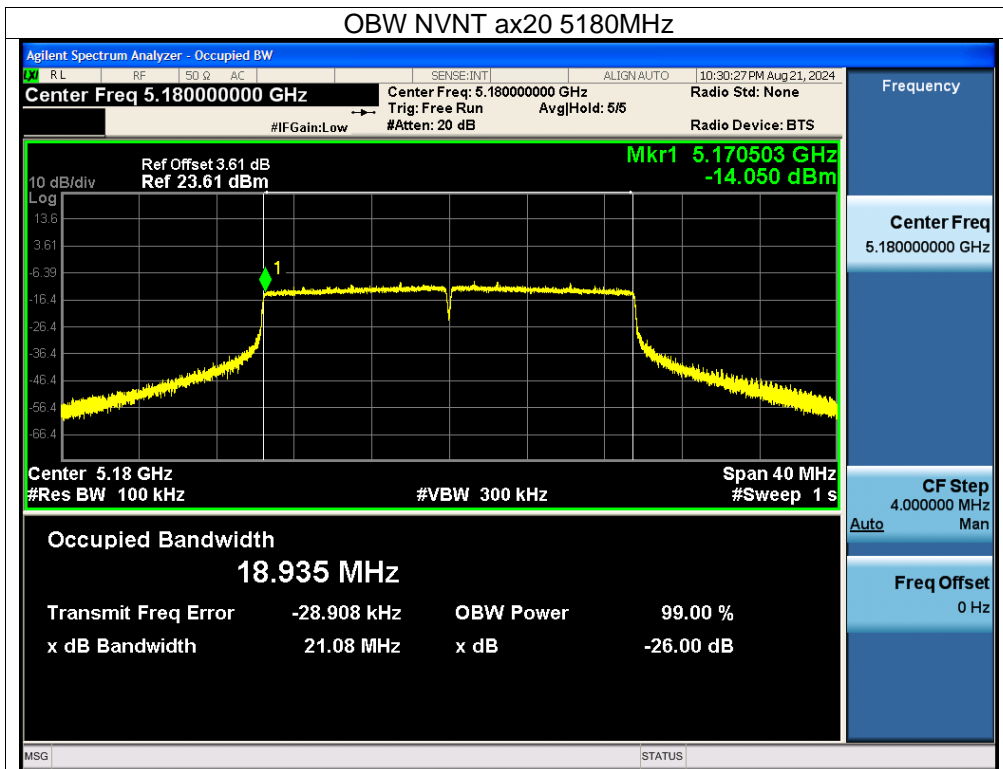 OBW NVNT ax20 5180MHz
Agilent Spectrum Analyzer - Occupied BW
LXI RL RF 50 Ω AC SENSE:INT ALIGN AUTO 10:30:27 PM Aug 21, 2024
Center Freq 5.180000000 GHz Center Freq: 5.180000000 GHz Radio Std: None
Trig: Free Run Avg|Hold: 5/5
#IFGain:Low #Atten: 20 dB Radio Device: BTS
Frequency
Ref Offset 3.61 dB Mkr1 5.170503 GHz
10 dB/div Ref 23.61 dBm -14.050 dBm
Log
13.6
3.61
-6.39
-16.4
-26.4
-36.4
-46.4
-56.4
-66.4
1
Center 5.18 GHz Span 40 MHz
#Res BW 100 kHz #VBW 300 kHz #Sweep 1 s
Center Freq
5.180000000 GHz
CF Step
4.000000 MHz
Auto Man
Freq Offset
0 Hz
Occupied Bandwidth
18.935 MHz
Transmit Freq Error -28.908 kHz OBW Power 99.00 %
x dB Bandwidth 21.08 MHz x dB -26.00 dB
MSG STATUS